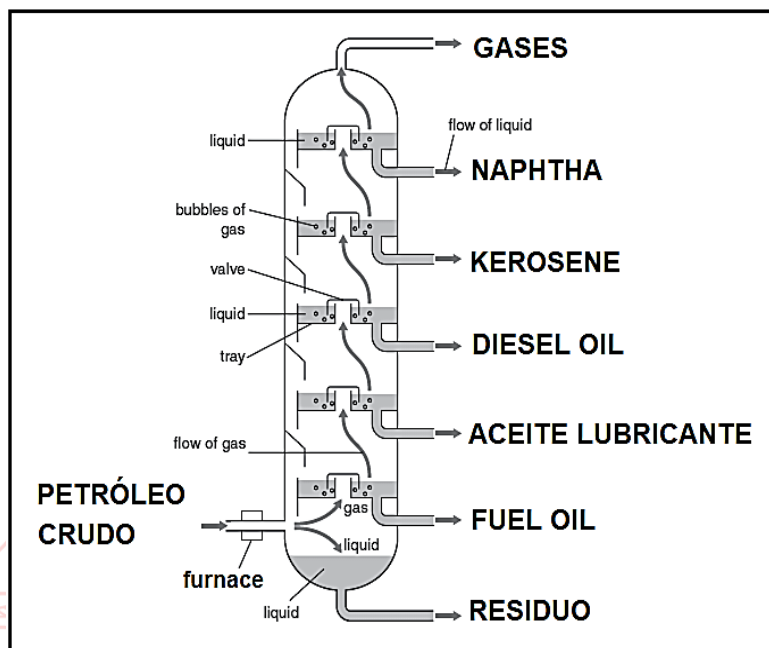 GASES
flow of liquid
liquid
NAPHTHA
bubbles of
gas
KEROSENE
valve
liquid
DIESEL OIL
tray
ACEITE LUBRICANTE
flow of gas
PETRÓLEO
CRUDO
gas
FUEL OIL
liquid
furnace
liquid
RESIDUO